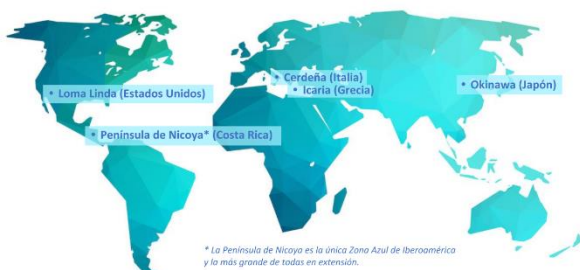 • Cerdeña (Italia)
• Icaria (Grecia)
• Loma Linda (Estados Unidos)
• Okinawa (Japón)
• Península de Nicoya* (Costa Rica)
* La Península de Nicoya es la única Zona Azul de Iberoamérica
y la más grande de todas en extensión.